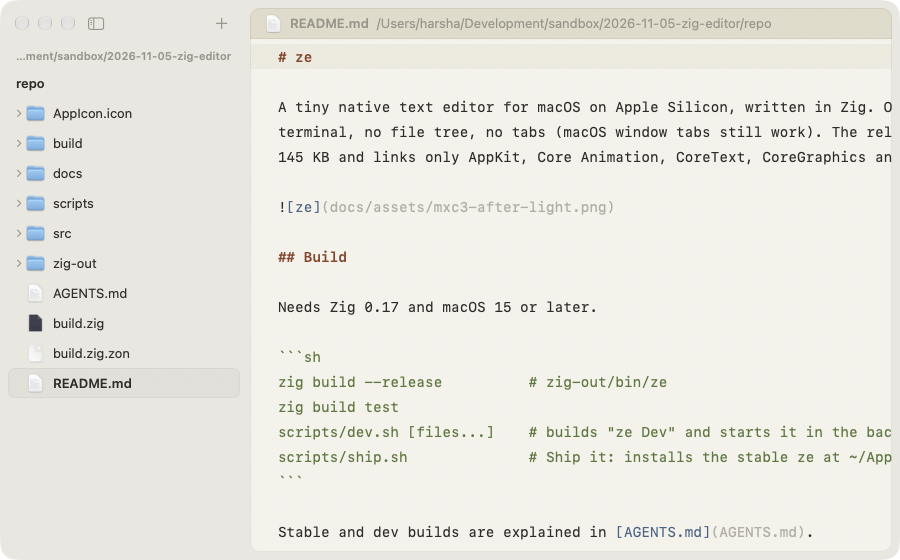 ...ment/sandbox/2026-11-05-zig-editor
repo
AppIcon.icon
build
docs
scripts
src
zig-out
AGENTS.md
build.zig
build.zig.zon
README.md
README.md /Users/harsha/Development/sandbox/2026-11-05-zig-editor/repo
# ze
A tiny native text editor for macOS on Apple Silicon, written in Zig. O
terminal, no file tree, no tabs (macOS window tabs still work). The rel
145 KB and links only AppKit, Core Animation, CoreText, CoreGraphics an
![ze](docs/assets/mxc3-after-light.png)
## Build
Needs Zig 0.17 and macOS 15 or later.
```sh
zig build --release # zig-out/bin/ze
zig build test
scripts/dev.sh [files...] # builds "ze Dev" and starts it in the bac
scripts/ship.sh # Ship it: installs the stable ze at ~/App
```
Stable and dev builds are explained in [AGENTS.md](AGENTS.md).